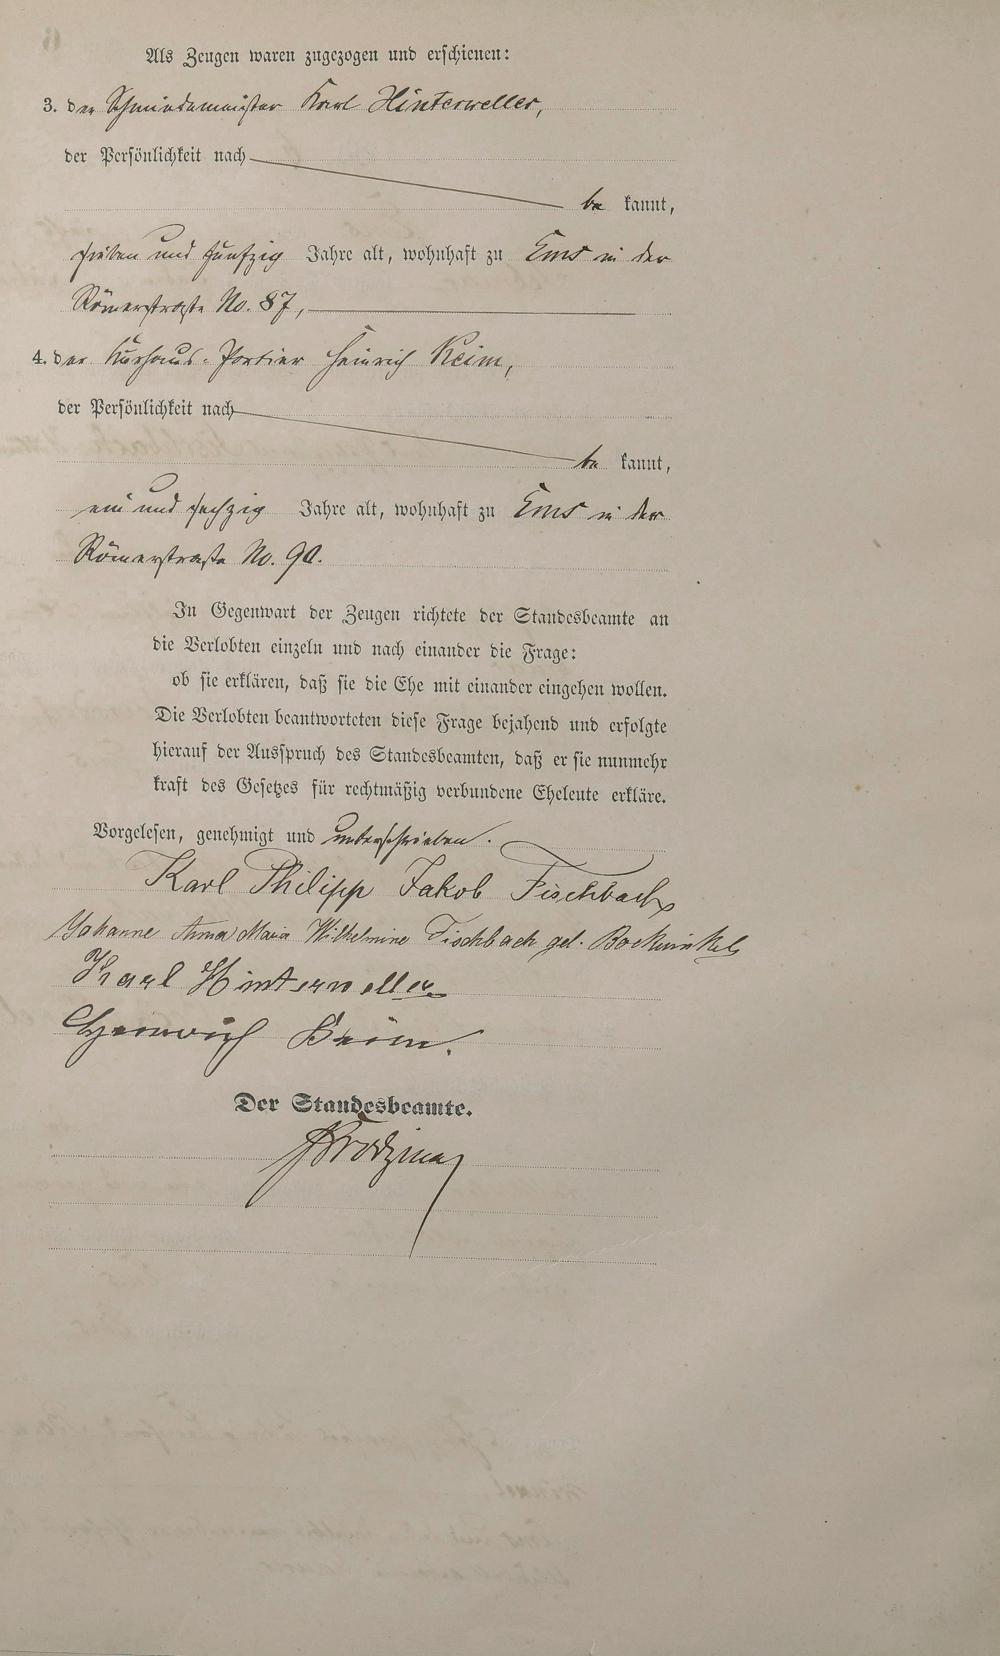 Als Zeugen waren zugezogen und erschienen:
3. der Schmiedemeister Karl Hinterweller,
der Persönlichkeit nach
be kannt,
sieben und fünfzig Jahre alt, wohnhaft zu Ems in der
Römerstraße No. 87,
4. der Kurhaus-Portier Heinrich Keim,
der Persönlichkeit nach
be kannt,
ein und sechzig Jahre alt, wohnhaft zu Ems in der
Römerstraße No. 90.
In Gegenwart der Zeugen richtete der Standesbeamte an
die Verlobten einzeln und nach einander die Frage:
ob sie erklären, daß sie die Ehe mit einander eingehen wollen.
Die Verlobten beantworteten diese Frage bejahend und erfolgte
hierauf der Ausspruch des Standesbeamten, daß er sie nunmehr
kraft des Gesetzes für rechtmäßig verbundene Eheleute erkläre.
Vorgelesen, genehmigt und unterschrieben.
Karl Philipp Jakob Fischbach
Johanne Anna Maria Wilhelmine Fischbach geb. Bockwinkel
Karl Hinterweller
Heinrich Keim.
Der Standesbeamte.